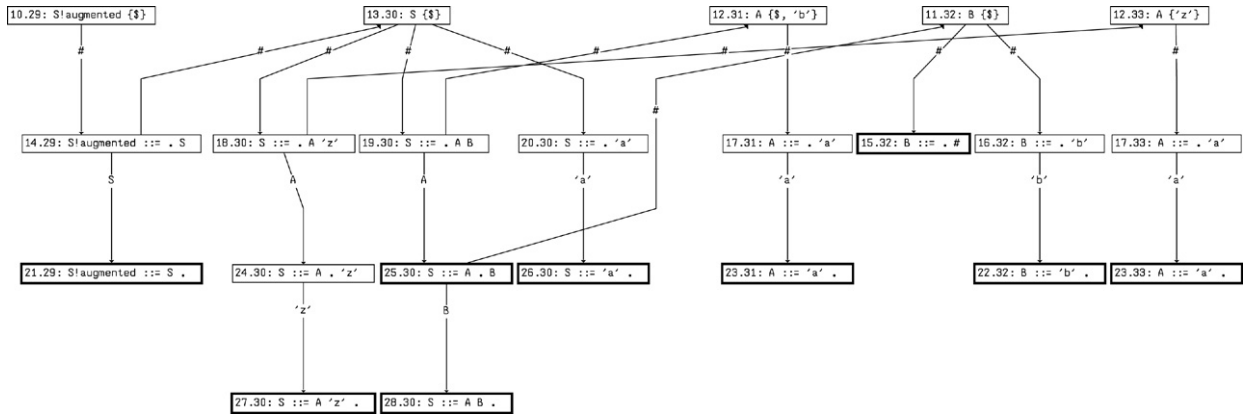 10.29: S!augmented {$}
13.30: S {$}
12.31: A {$, 'b'}
11.32: B {$}
12.33: A {'z'}
#
#
#
#
#
#
#
#
#
#
#
#
14.29: S!augmented ::= . S
18.30: S ::= . A 'z'
19.30: S ::= . A B
20.30: S ::= . 'a'
17.31: A ::= . 'a'
15.32: B ::= . #
16.32: B ::= . 'b'
17.33: A ::= . 'a'
S
A
A
'a'
'a'
'b'
'a'
21.29: S!augmented ::= S .
24.30: S ::= A . 'z'
25.30: S ::= A . B
26.30: S ::= 'a' .
23.31: A ::= 'a' .
22.32: B ::= 'b' .
23.33: A ::= 'a' .
'z'
B
27.30: S ::= A 'z' .
28.30: S ::= A B .